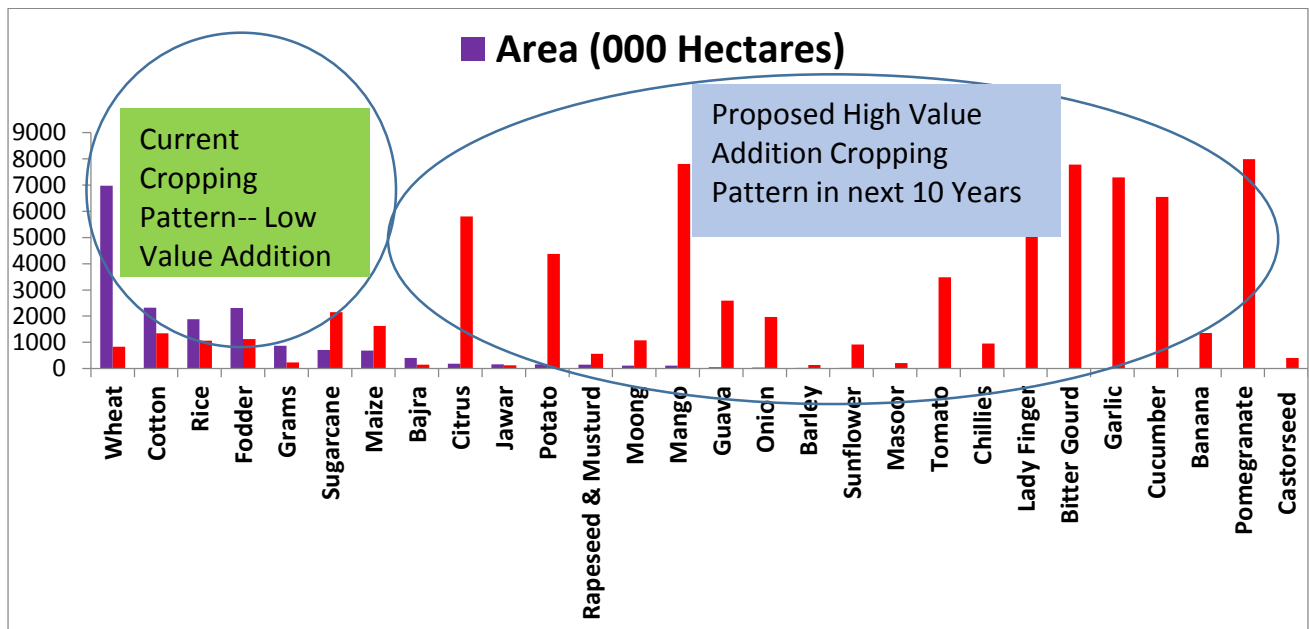 Area (000 Hectares)
9000
8000
7000
6000
5000
4000
3000
2000
1000
0
Current
Cropping
Pattern-- Low
Value Addition
Proposed High Value
Addition Cropping
Pattern in next 10 Years
Wheat
Cotton
Rice
Fodder
Grams
Sugarcane
Maize
Bajra
Citrus
Jawar
Potato
Rapeseed & Musturd
Moong
Mango
Guava
Onion
Barley
Sunflower
Masoor
Tomato
Chillies
Lady Finger
Bitter Gourd
Garlic
Cucumber
Banana
Pomegranate
Castorseed